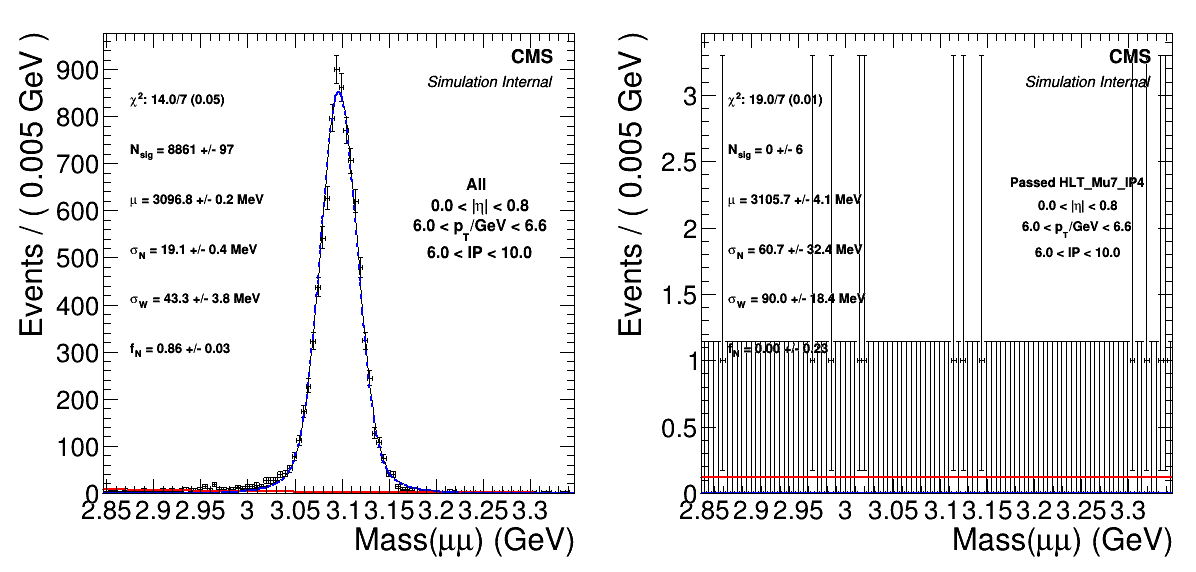 CMS
Simulation Internal
χ²: 14.0/7 (0.05)
N_sig = 8861 +/- 97
μ = 3096.8 +/- 0.2 MeV
σ_N = 19.1 +/- 0.4 MeV
σ_W = 43.3 +/- 3.8 MeV
f_N = 0.86 +/- 0.03
All
0.0 < |η| < 0.8
6.0 < p_T/GeV < 6.6
6.0 < IP < 10.0
Events / ( 0.005 GeV )
900
800
700
600
500
400
300
200
100
0
2.85 2.9 2.95 3 3.05 3.1 3.15 3.2 3.25 3.3
Mass(μμ) (GeV)
CMS
Simulation Internal
χ²: 19.0/7 (0.01)
N_sig = 0 +/- 6
μ = 3105.7 +/- 4.1 MeV
σ_N = 60.7 +/- 32.4 MeV
σ_W = 90.0 +/- 18.4 MeV
f_N = 0.00 +/- 0.23
Passed HLT_Mu7_IP4
0.0 < |η| < 0.8
6.0 < p_T/GeV < 6.6
6.0 < IP < 10.0
Events / ( 0.005 GeV )
3
2.5
2
1.5
1
0.5
0
2.85 2.9 2.95 3 3.05 3.1 3.15 3.2 3.25 3.3
Mass(μμ) (GeV)